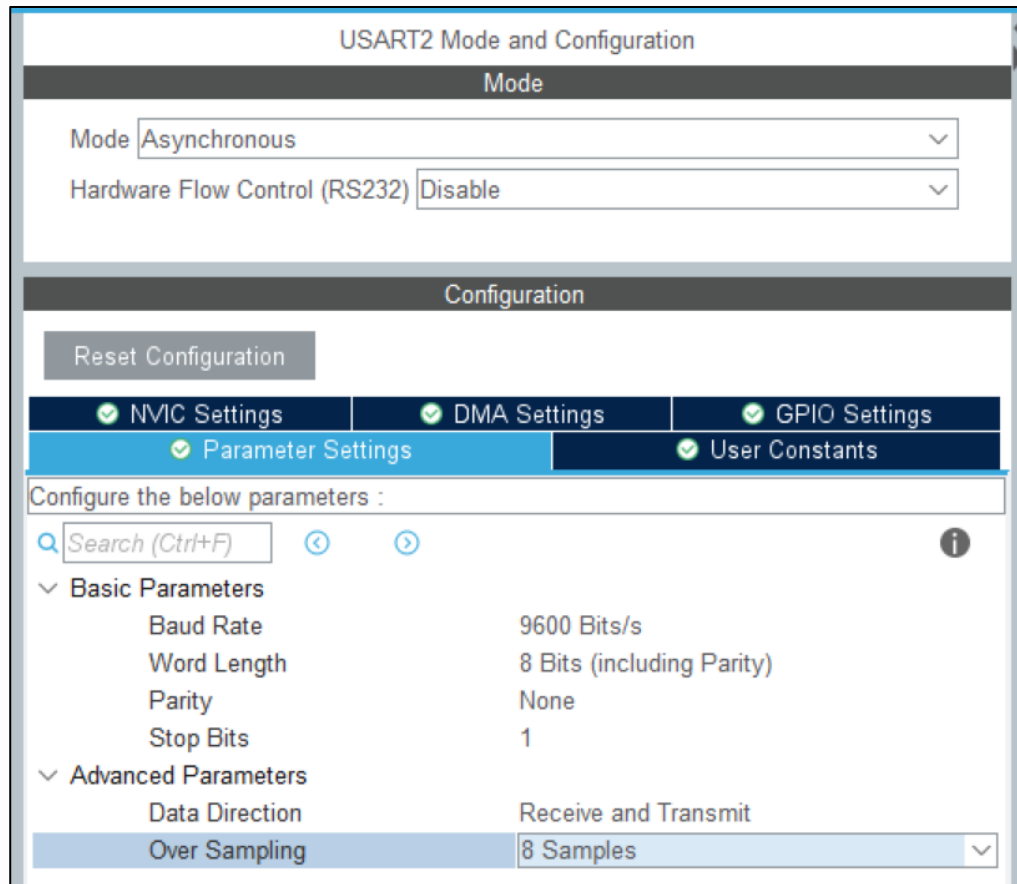 USART2 Mode and Configuration
Mode
Mode Asynchronous
Hardware Flow Control (RS232) Disable
Configuration
Reset Configuration
NVIC Settings DMA Settings GPIO Settings
Parameter Settings User Constants
Configure the below parameters :
Search (Ctrl+F)
Basic Parameters
Baud Rate 9600 Bits/s
Word Length 8 Bits (including Parity)
Parity None
Stop Bits 1
Advanced Parameters
Data Direction Receive and Transmit
Over Sampling 8 Samples